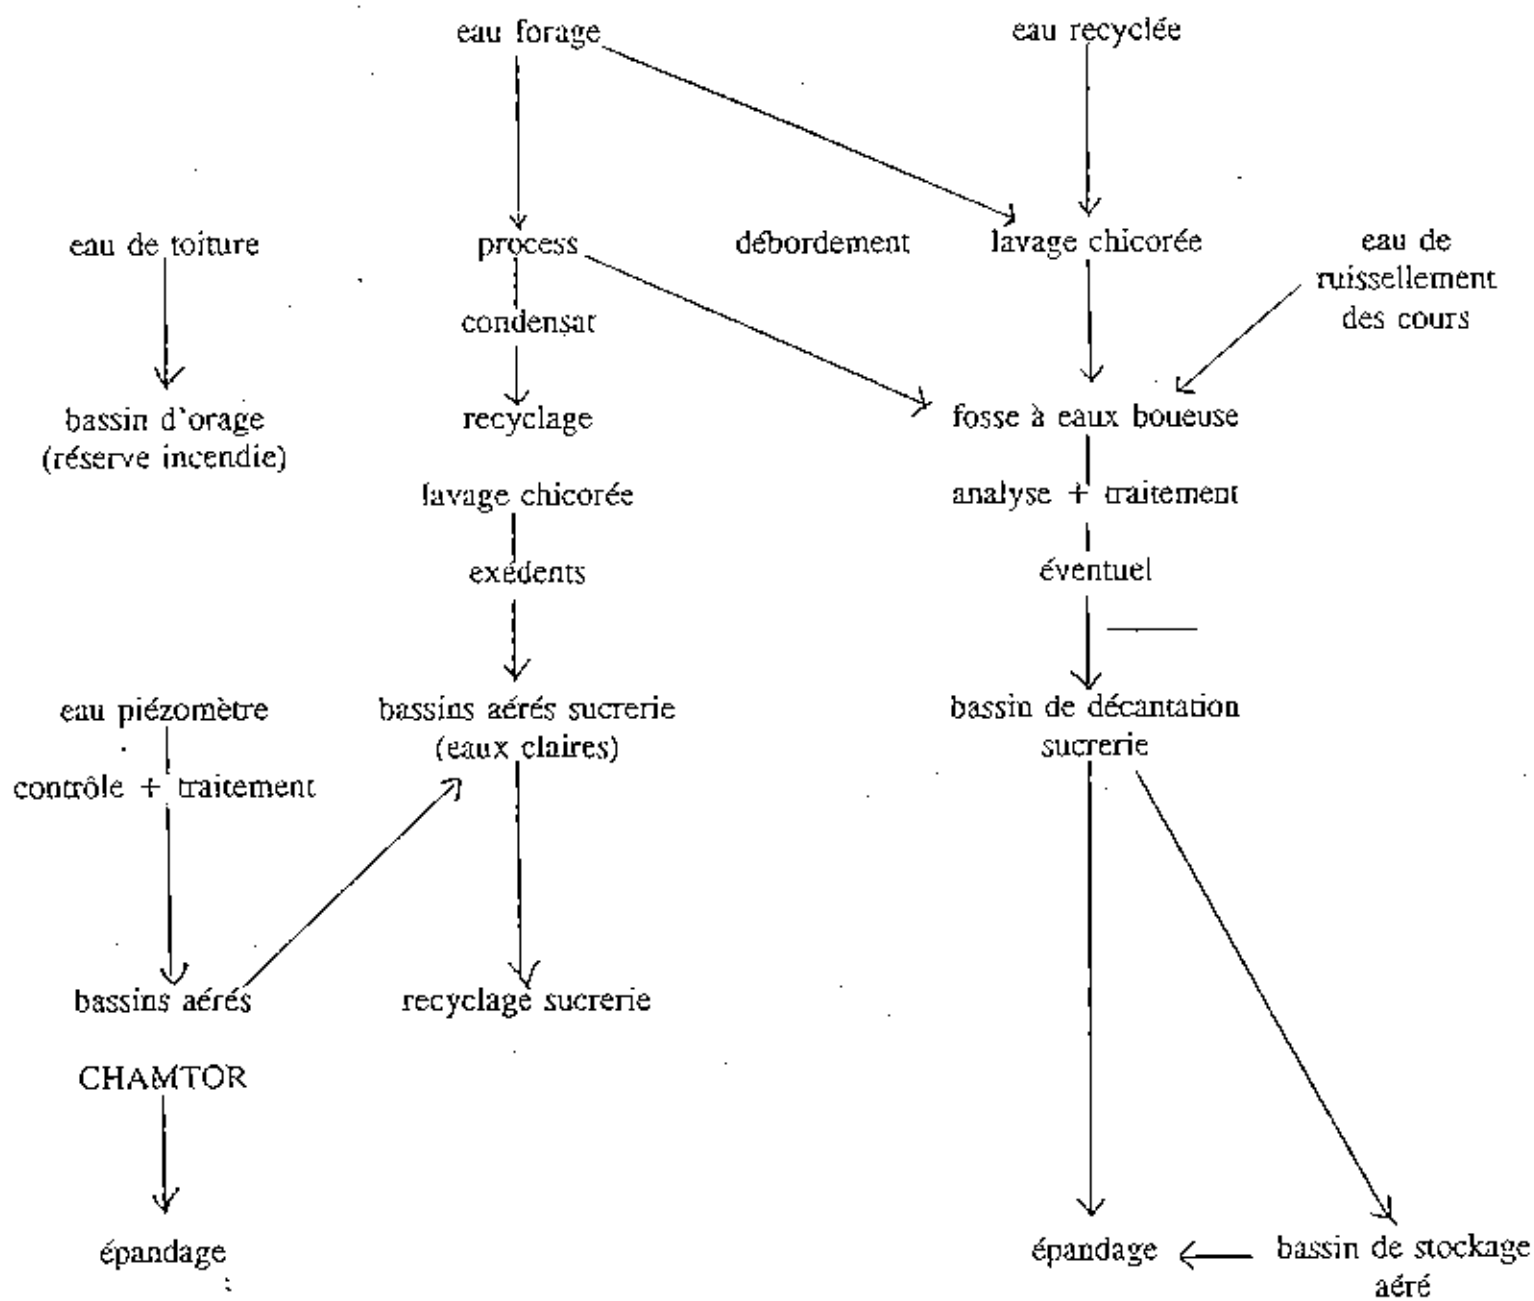 eau forage
eau recyclée
eau de toiture
process
débordement
lavage chicorée
eau de
ruissellement
des cours
condensat
bassin d'orage
(réserve incendie)
recyclage
fosse à eaux boueuse
lavage chicorée
analyse + traitement
exédents
éventuel
eau piézomètre
bassins aérés sucrerie
(eaux claires)
bassin de décantation
sucrerie
contrôle + traitement
bassins aérés
recyclage sucrerie
CHAMTOR
épandage
épandage
bassin de stockage
aéré